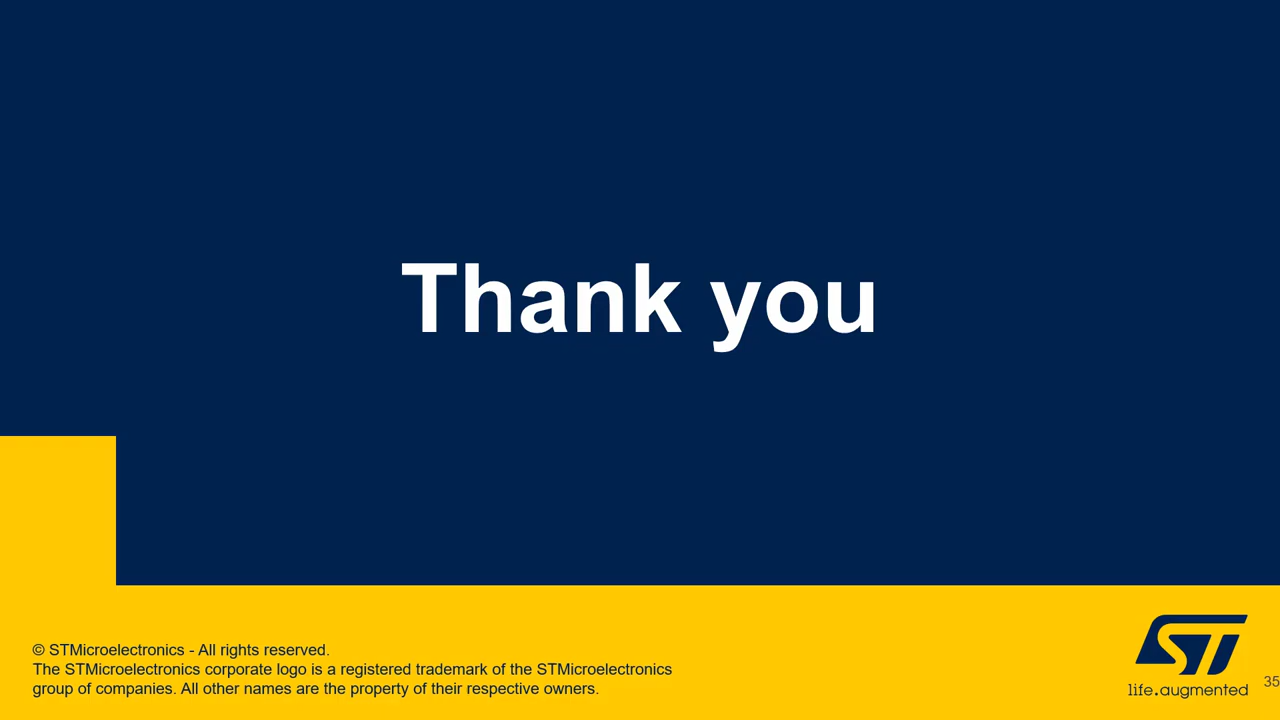 Thank you
© STMicroelectronics - All rights reserved.
The STMicroelectronics corporate logo is a registered trademark of the STMicroelectronics
group of companies. All other names are the property of their respective owners.
ST
life.augmented
35